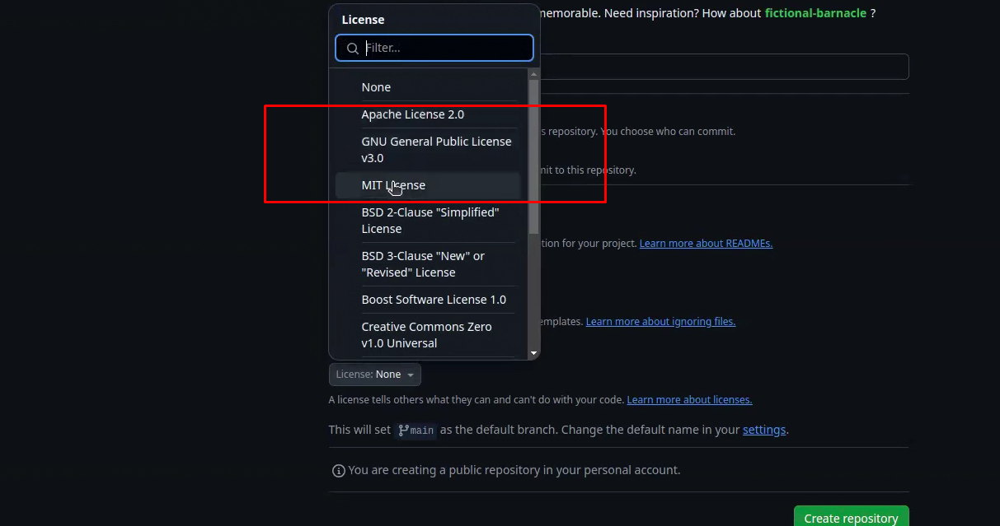 License
memorable. Need inspiration? How about fictional-barnacle ?
Filter...
None
Apache License 2.0
s repository. You choose who can commit.
GNU General Public License
v3.0
mit to this repository.
MIT License
BSD 2-Clause "Simplified"
License
tion for your project. Learn more about READMEs.
BSD 3-Clause "New" or
"Revised" License
Boost Software License 1.0
emplates. Learn more about ignoring files.
Creative Commons Zero
v1.0 Universal
License: None
A license tells others what they can and can't do with your code. Learn more about licenses.
This will set main as the default branch. Change the default name in your settings.
You are creating a public repository in your personal account.
Create repository